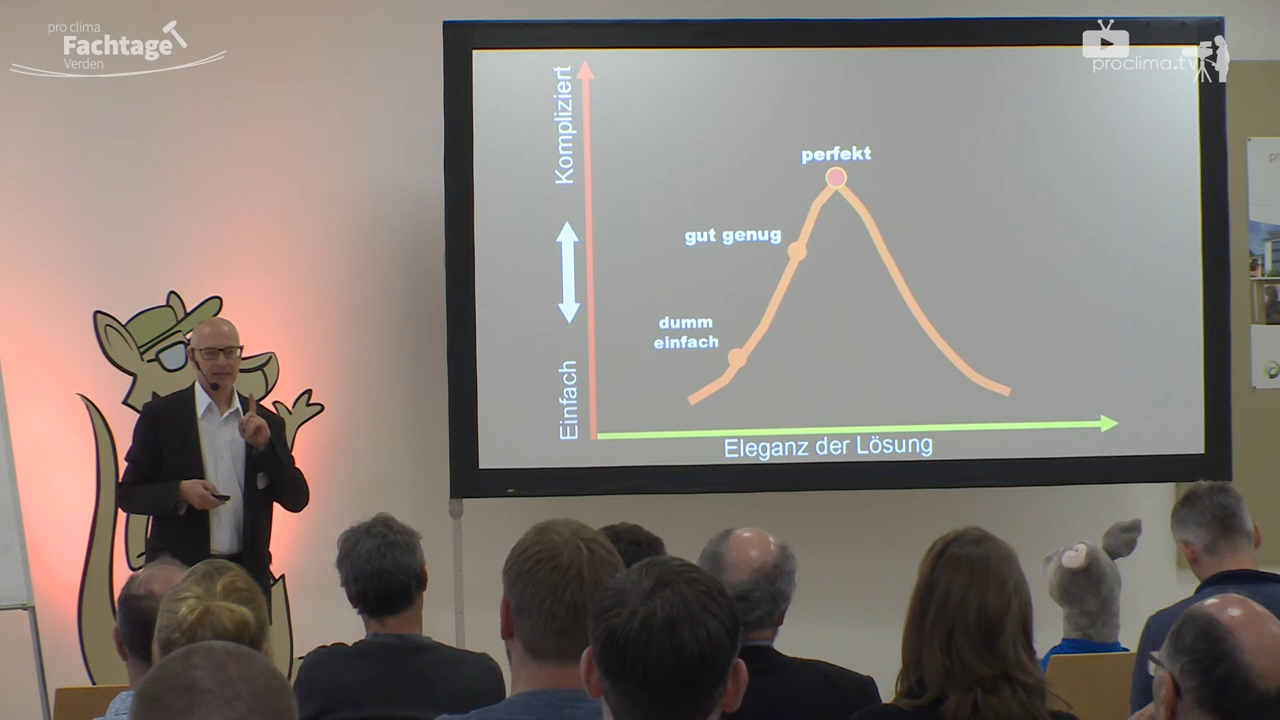 pro clima
Fachtage
Verden
proclima.tv
Kompliziert
Einfach
perfekt
gut genug
dumm
einfach
Eleganz der Lösung